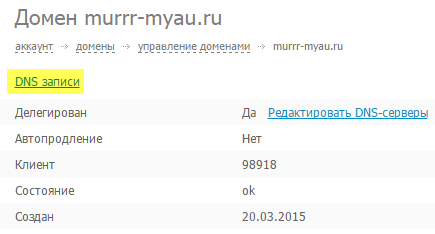 Домен murrr-myau.ru
аккаунт → домены → управление доменами → murrr-myau.ru
DNS записи
Делегирован Да Редактировать DNS-серверы
Автопродление Нет
Клиент 98918
Состояние ok
Создан 20.03.2015